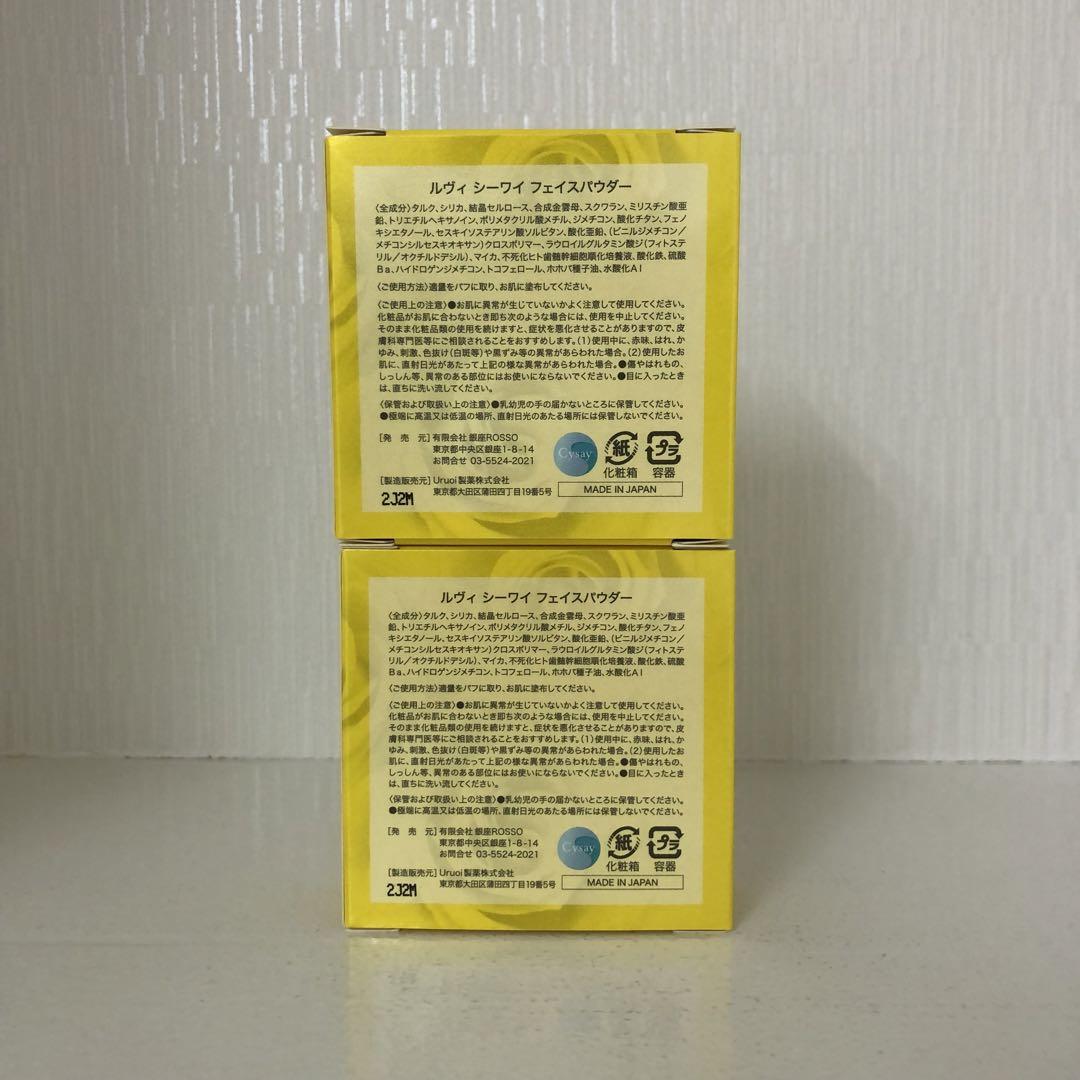 ルヴィ シーワイ フェイスパウダー
〈全成分〉タルク、シリカ、結晶セルロース、合成金雲母、スクワラン、ミリスチン酸亜
鉛、トリエチルヘキサノイン、ポリメタクリル酸メチル、ジメチコン、酸化チタン、フェノ
キシエタノール、セスキイソステアリン酸ソルビタン、酸化亜鉛、(ビニルジメチコン/
メチコンシルセスキオキサン)クロスポリマー、ラウロイルグルタミン酸ジ(フィトステ
リル/オクチルドデシル)、マイカ、不死化ヒト歯髄幹細胞順化培養液、酸化鉄、硫酸
Ba、ハイドロゲンジメチコン、トコフェロール、ホホバ種子油、水酸化Al
〈ご使用方法〉適量をパフに取り、お肌に塗布してください。
〈ご使用上の注意〉●お肌に異常が生じていないかよく注意して使用してください。
化粧品がお肌に合わないとき即ち次のような場合には、使用を中止してください。
そのまま化粧品類の使用を続けますと、症状を悪化させることがありますので、皮
膚科専門医等にご相談されることをおすすめします。(1)使用中に、赤味、はれ、か
ゆみ、刺激、色抜け(白斑等)や黒ずみ等の異常があらわれた場合。(2)使用したお
肌に、直射日光があたって上記の様な異常があらわれた場合。●傷やはれもの、
しっしん等、異常のある部位にはお使いにならないでください。●目に入ったとき
は、直ちに洗い流してください。
〈保管および取扱い上の注意〉●乳幼児の手の届かないところに保管してください。
●極端に高温又は低温の場所、直射日光のあたる場所には保管しないでください。
[発 売 元]有限会社 銀座ROSSO
東京都中央区銀座1-8-14
お問合せ 03-5524-2021
[製造販売元]Uruoi製薬株式会社
東京都大田区蒲田四丁目19番5号
2J2M
Cysay
紙
化粧箱
プラ
容器
MADE IN JAPAN
ルヴィ シーワイ フェイスパウダー
〈全成分〉タルク、シリカ、結晶セルロース、合成金雲母、スクワラン、ミリスチン酸亜
鉛、トリエチルヘキサノイン、ポリメタクリル酸メチル、ジメチコン、酸化チタン、フェノ
キシエタノール、セスキイソステアリン酸ソルビタン、酸化亜鉛、(ビニルジメチコン/
メチコンシルセスキオキサン)クロスポリマー、ラウロイルグルタミン酸ジ(フィトステ
リル/オクチルドデシル)、マイカ、不死化ヒト歯髄幹細胞順化培養液、酸化鉄、硫酸
Ba、ハイドロゲンジメチコン、トコフェロール、ホホバ種子油、水酸化Al
〈ご使用方法〉適量をパフに取り、お肌に塗布してください。
〈ご使用上の注意〉●お肌に異常が生じていないかよく注意して使用してください。
化粧品がお肌に合わないとき即ち次のような場合には、使用を中止してください。
そのまま化粧品類の使用を続けますと、症状を悪化させることがありますので、皮
膚科専門医等にご相談されることをおすすめします。(1)使用中に、赤味、はれ、か
ゆみ、刺激、色抜け(白斑等)や黒ずみ等の異常があらわれた場合。(2)使用したお
肌に、直射日光があたって上記の様な異常があらわれた場合。●傷やはれもの、
しっしん等、異常のある部位にはお使いにならないでください。●目に入ったとき
は、直ちに洗い流してください。
〈保管および取扱い上の注意〉●乳幼児の手の届かないところに保管してください。
●極端に高温又は低温の場所、直射日光のあたる場所には保管しないでください。
[発 売 元]有限会社 銀座ROSSO
東京都中央区銀座1-8-14
お問合せ 03-5524-2021
[製造販売元]Uruoi製薬株式会社
東京都大田区蒲田四丁目19番5号
2J2M
Cysay
紙
化粧箱
プラ
容器
MADE IN JAPAN